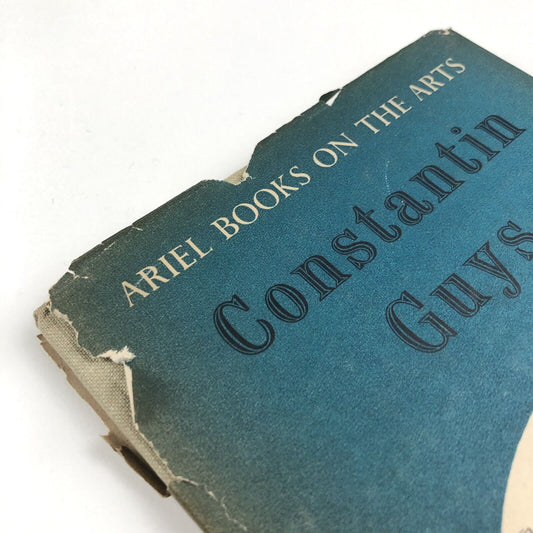 ARIEL BOOKS ON THE ARTS
Constantin
Guys